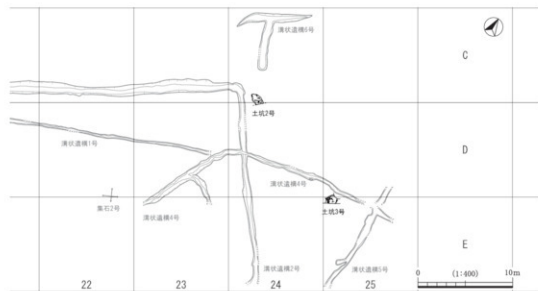 溝状遺構6号
C
土坑2号
溝状遺構1号
D
溝状遺構4号
集石2号
溝状遺構4号
土坑3号
E
溝状遺構3号
溝状遺構5号
22
23
24
25
0
(1:400)
10m